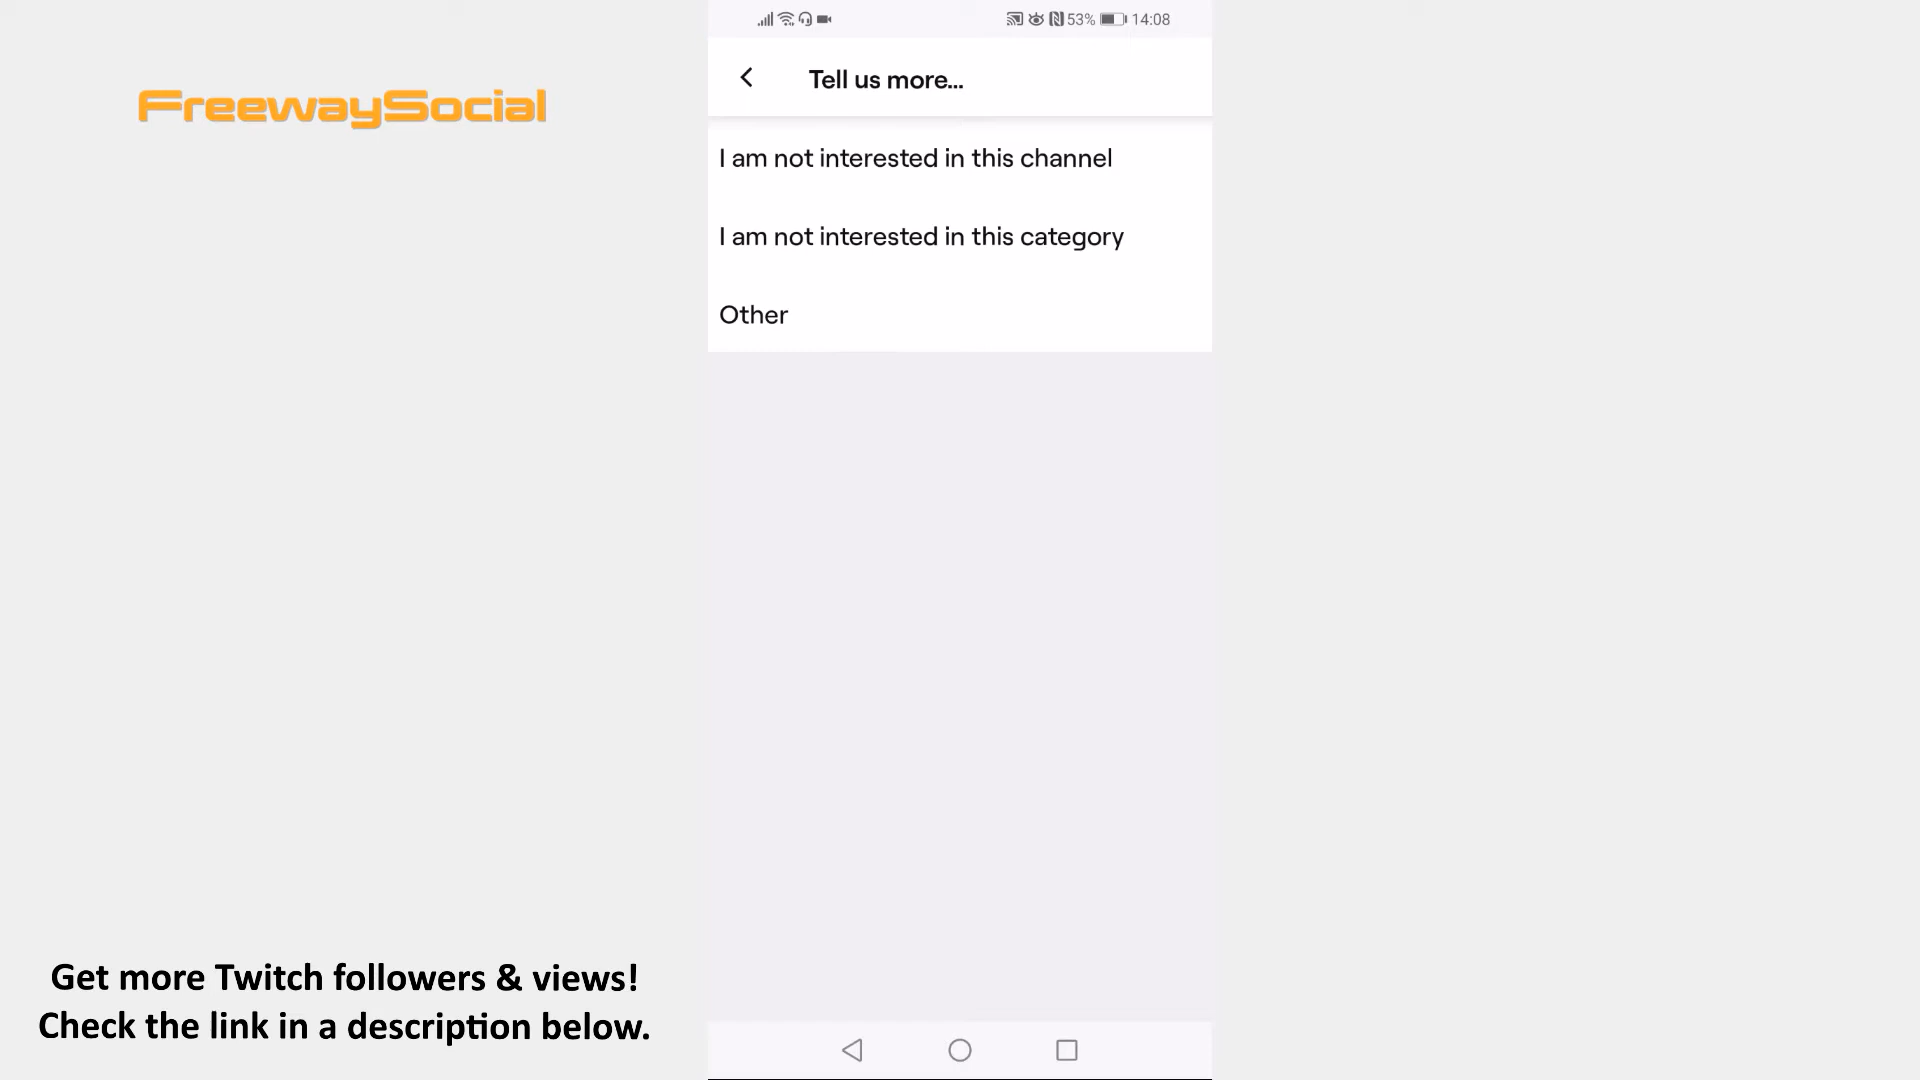 53% 14:08
Tell us more...
FreewaySocial
I am not interested in this channel
I am not interested in this category
Other
Get more Twitch followers & views!
Check the link in a description below.